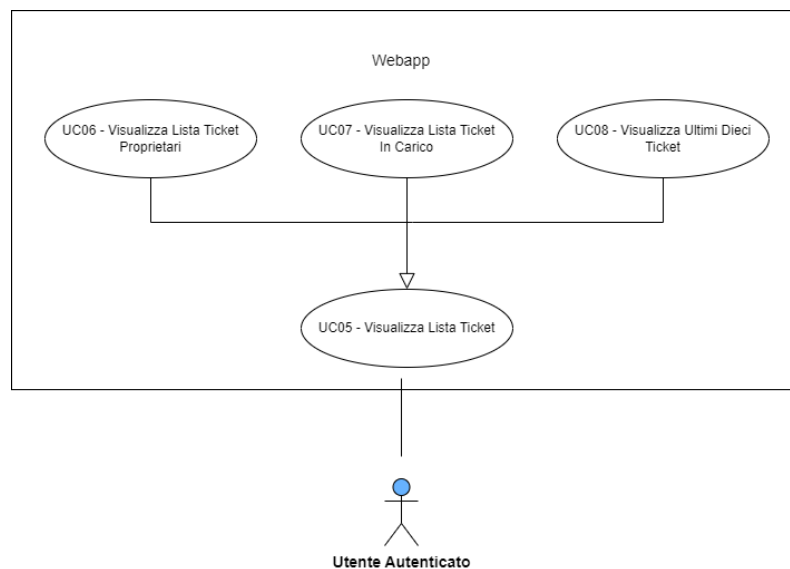 Webapp
UC06 - Visualizza Lista Ticket
Proprietari
UC07 - Visualizza Lista Ticket
In Carico
UC08 - Visualizza Ultimi Dieci
Ticket
UC05 - Visualizza Lista Ticket
Utente Autenticato